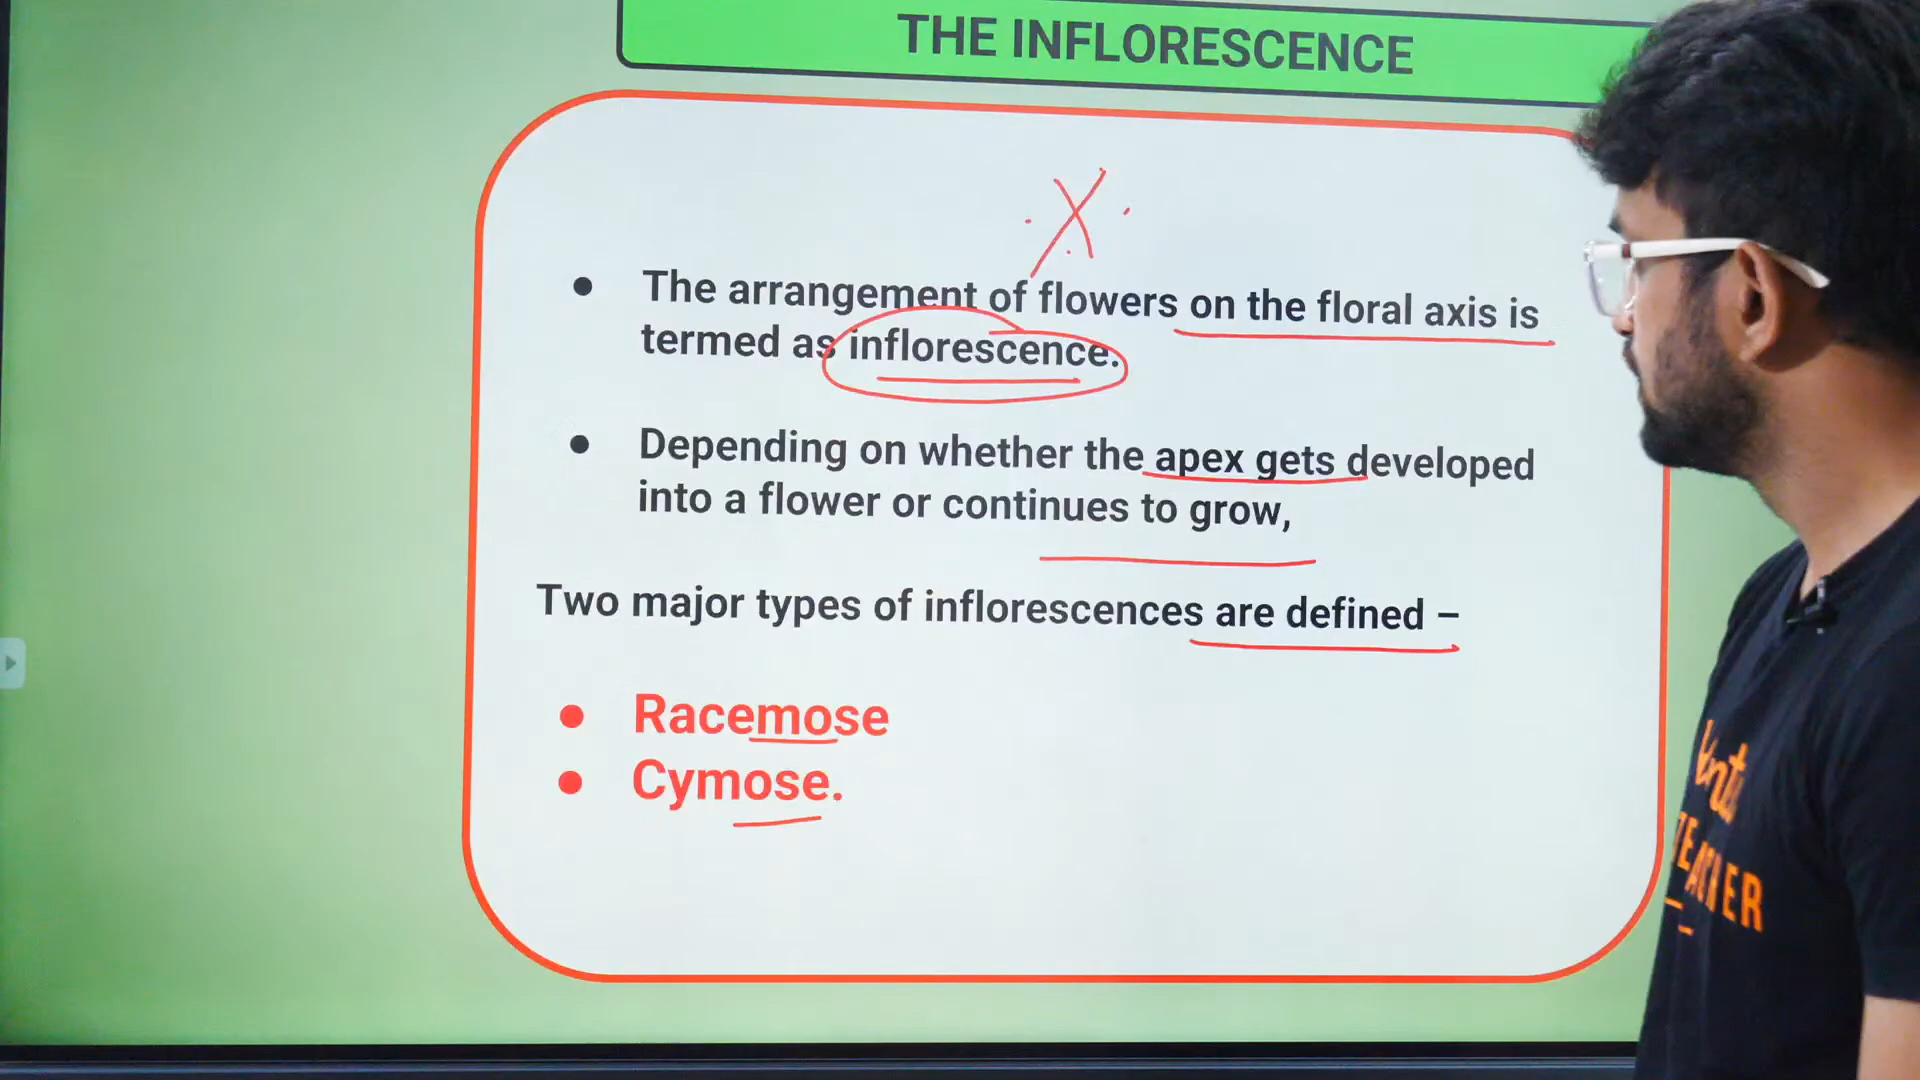 THE INFLORESCENCE
X
● The arrangement of flowers on the floral axis is
termed as inflorescence.
● Depending on whether the apex gets developed
into a flower or continues to grow,
Two major types of inflorescences are defined –
● Racemose
● Cymose.